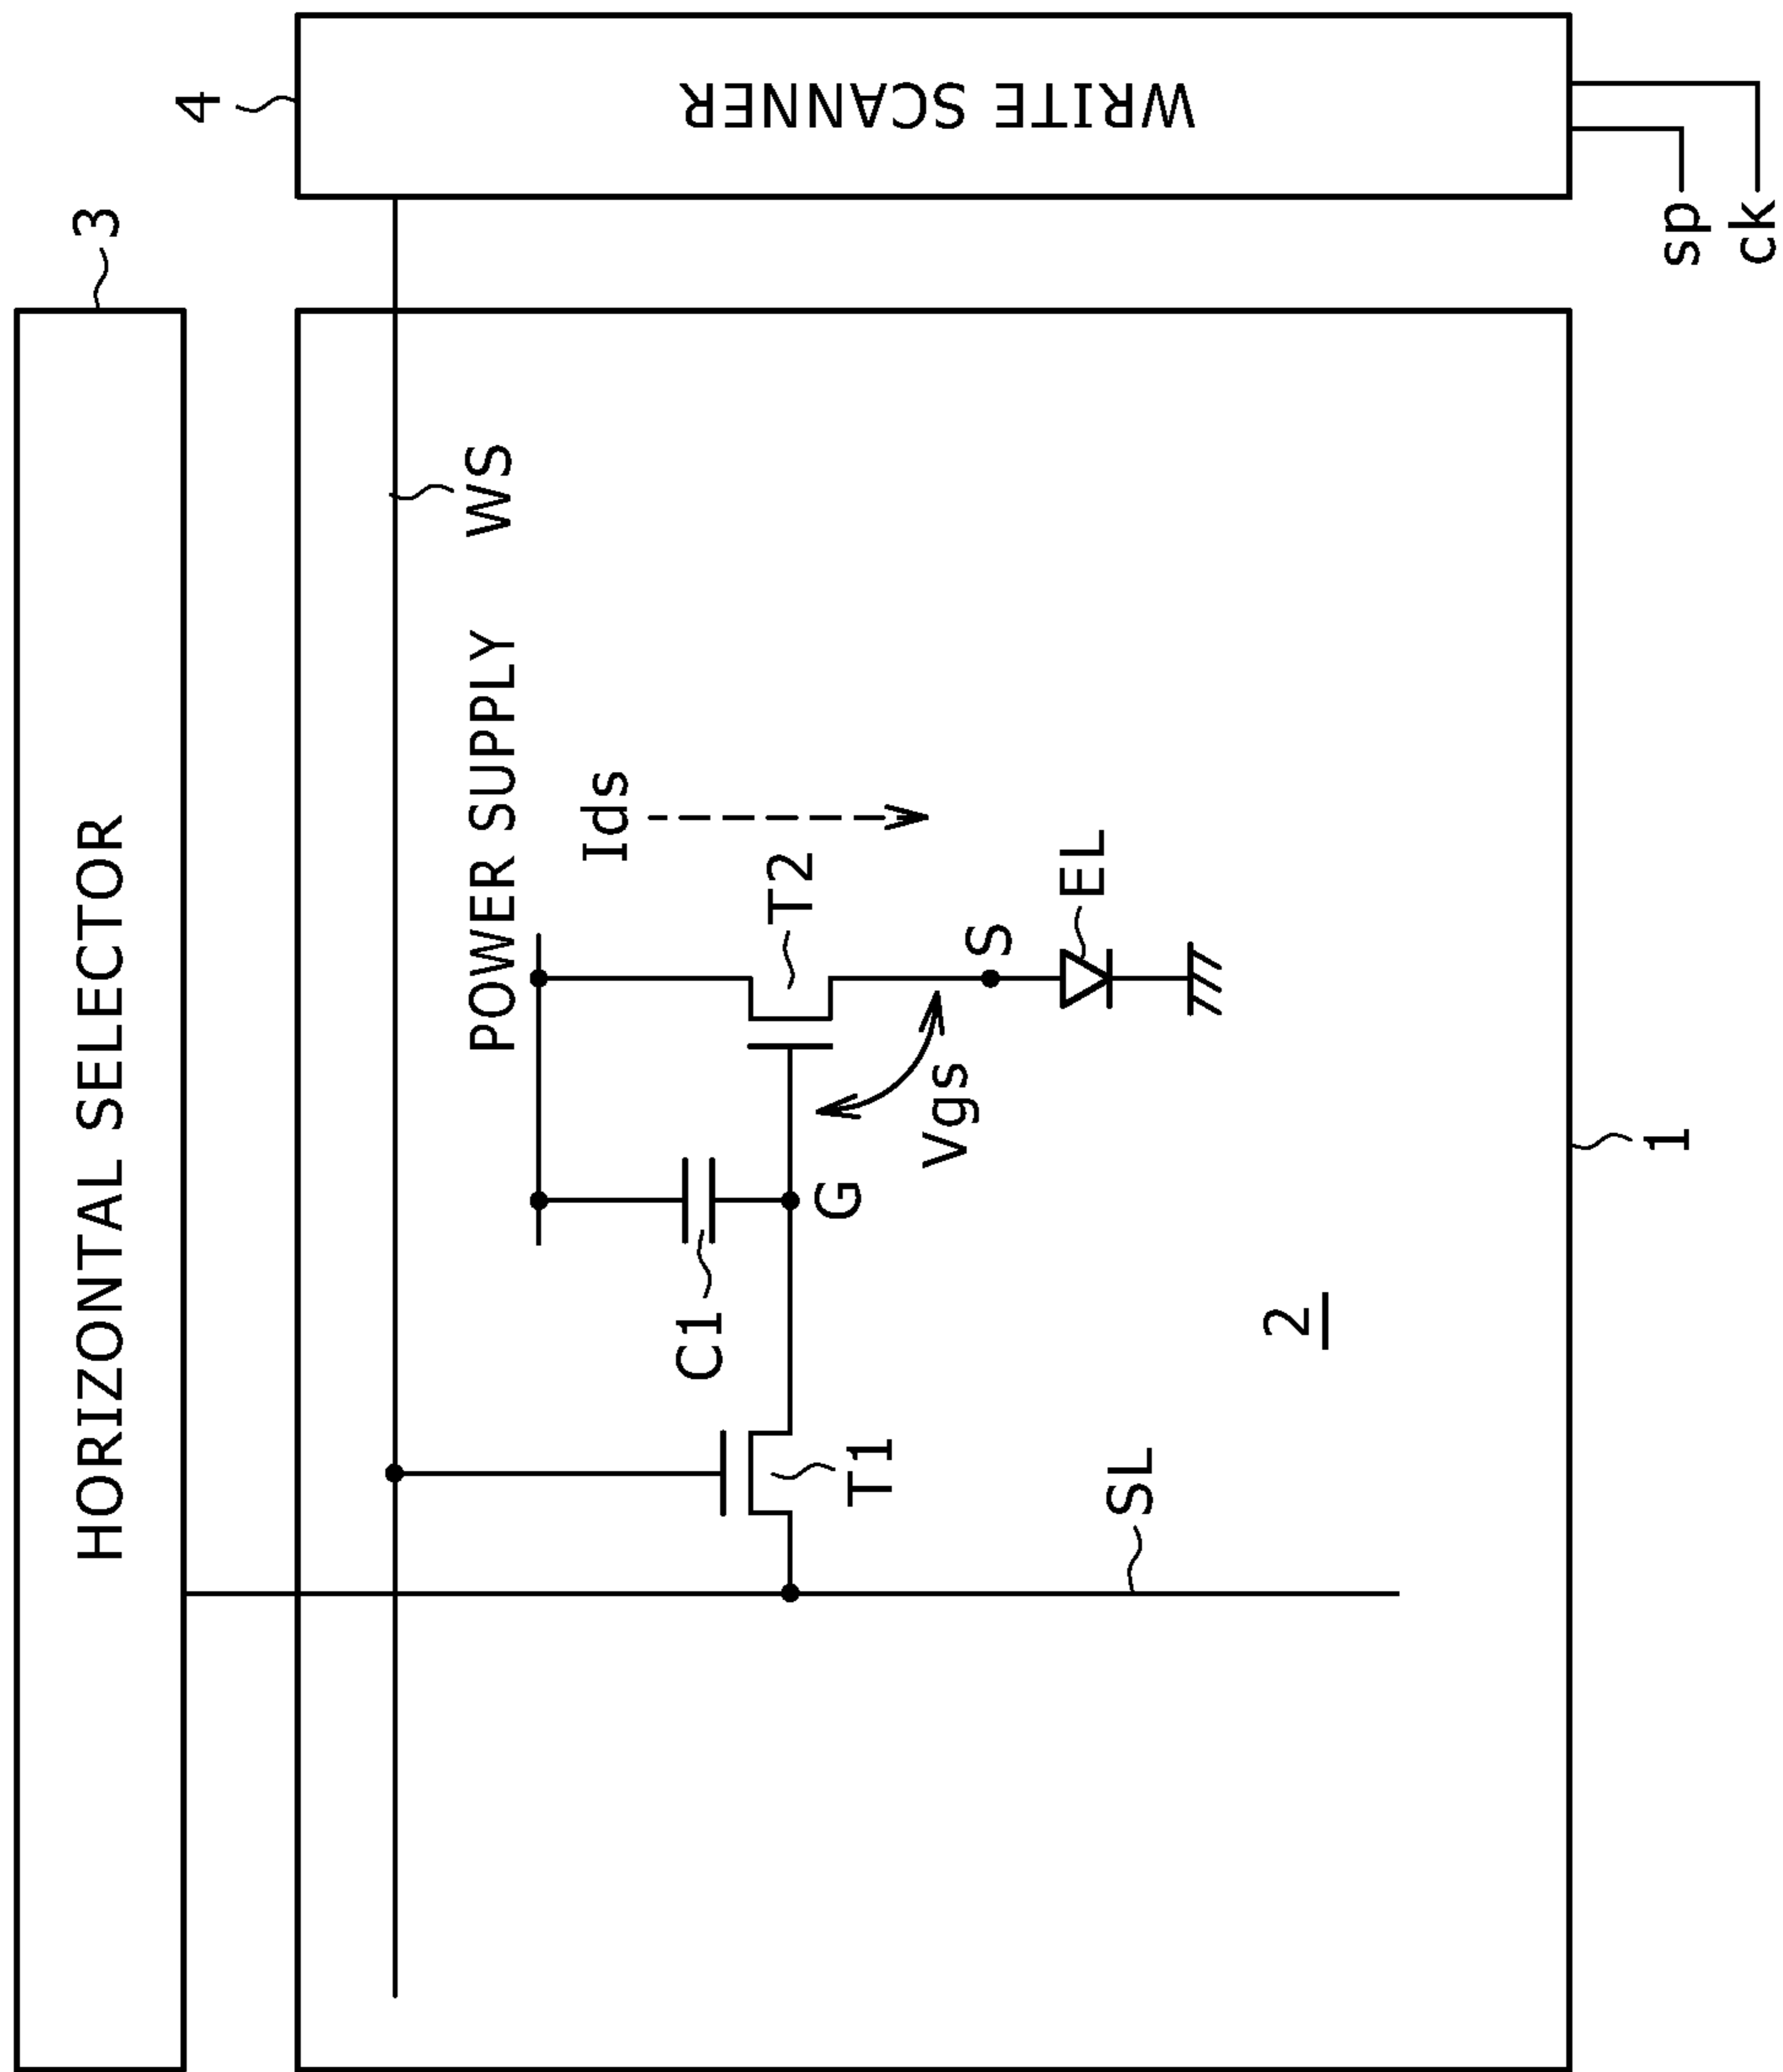 HORIZONTAL SELECTOR
3
4
WRITE SCANNER
WS
POWER SUPPLY
Ids
C1
T2
G
Vgs
S
T1
EL
SL
2
1
sp
ck